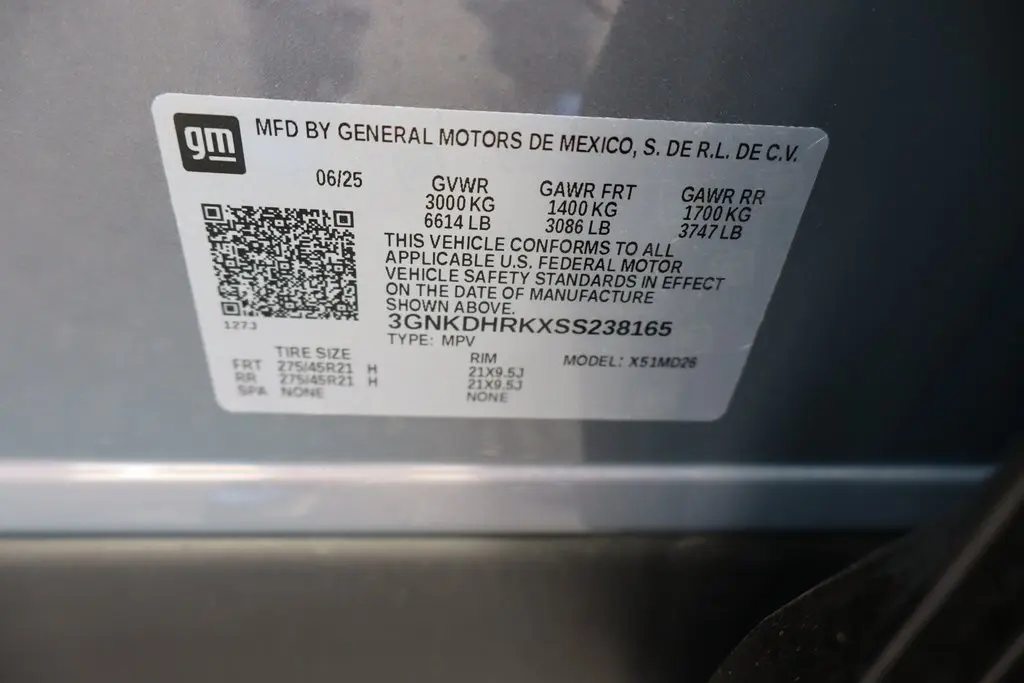 gm
MFD BY GENERAL MOTORS DE MEXICO, S. DE R.L. DE C.V.
06/25 GVWR GAWR FRT GAWR RR
3000 KG 1400 KG 1700 KG
6614 LB 3086 LB 3747 LB
THIS VEHICLE CONFORMS TO ALL
APPLICABLE U.S. FEDERAL MOTOR
VEHICLE SAFETY STANDARDS IN EFFECT
ON THE DATE OF MANUFACTURE
SHOWN ABOVE.
127J
3GNKDHRKXSS238165
TYPE: MPV
TIRE SIZE RIM MODEL: X51MD26
FRT 275/45R21 H 21X9.5J
RR 275/45R21 H 21X9.5J
SPA NONE NONE